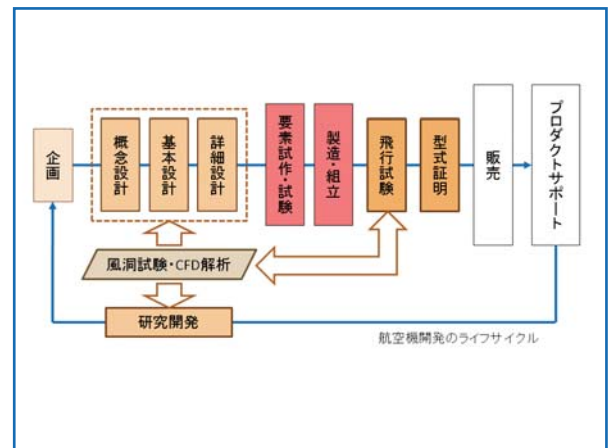 企画
概念設計
基本設計
詳細設計
要素試作・試験
製造・組立
飛行試験
型式証明
販売
プロダクトサポート
風洞試験・CFD解析
研究開発
航空機開発のライフサイクル